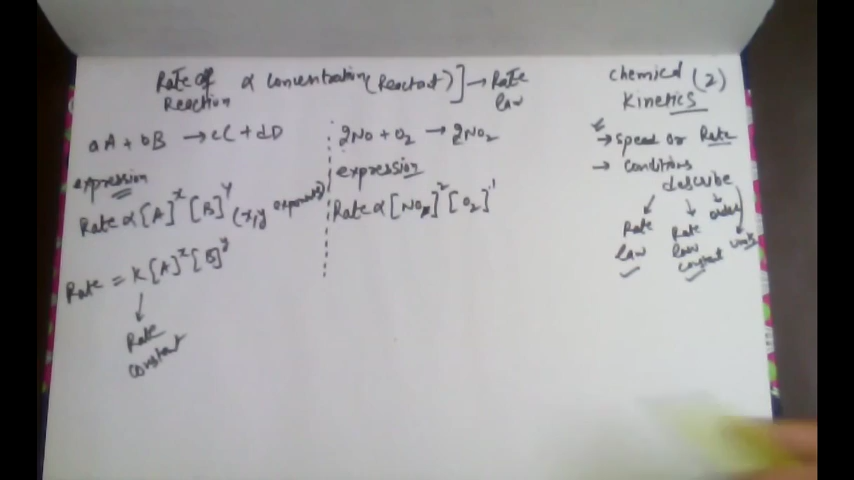 Rate of Reaction α Concentration (Reactant)] → Rate law
aA + bB → cC + dD
expression
Rate α [A]^x [B]^y (x,y exponents)
Rate = K [A]^x [B]^y
↓
Rate
constant
2NO + O₂ → 2NO₂
expression
Rate α [NO]^2 [O₂]^1
chemical (2)
Kinetics
→ Speed or Rate
→ conditions
describe
Rate law
Rate law constant
order
units